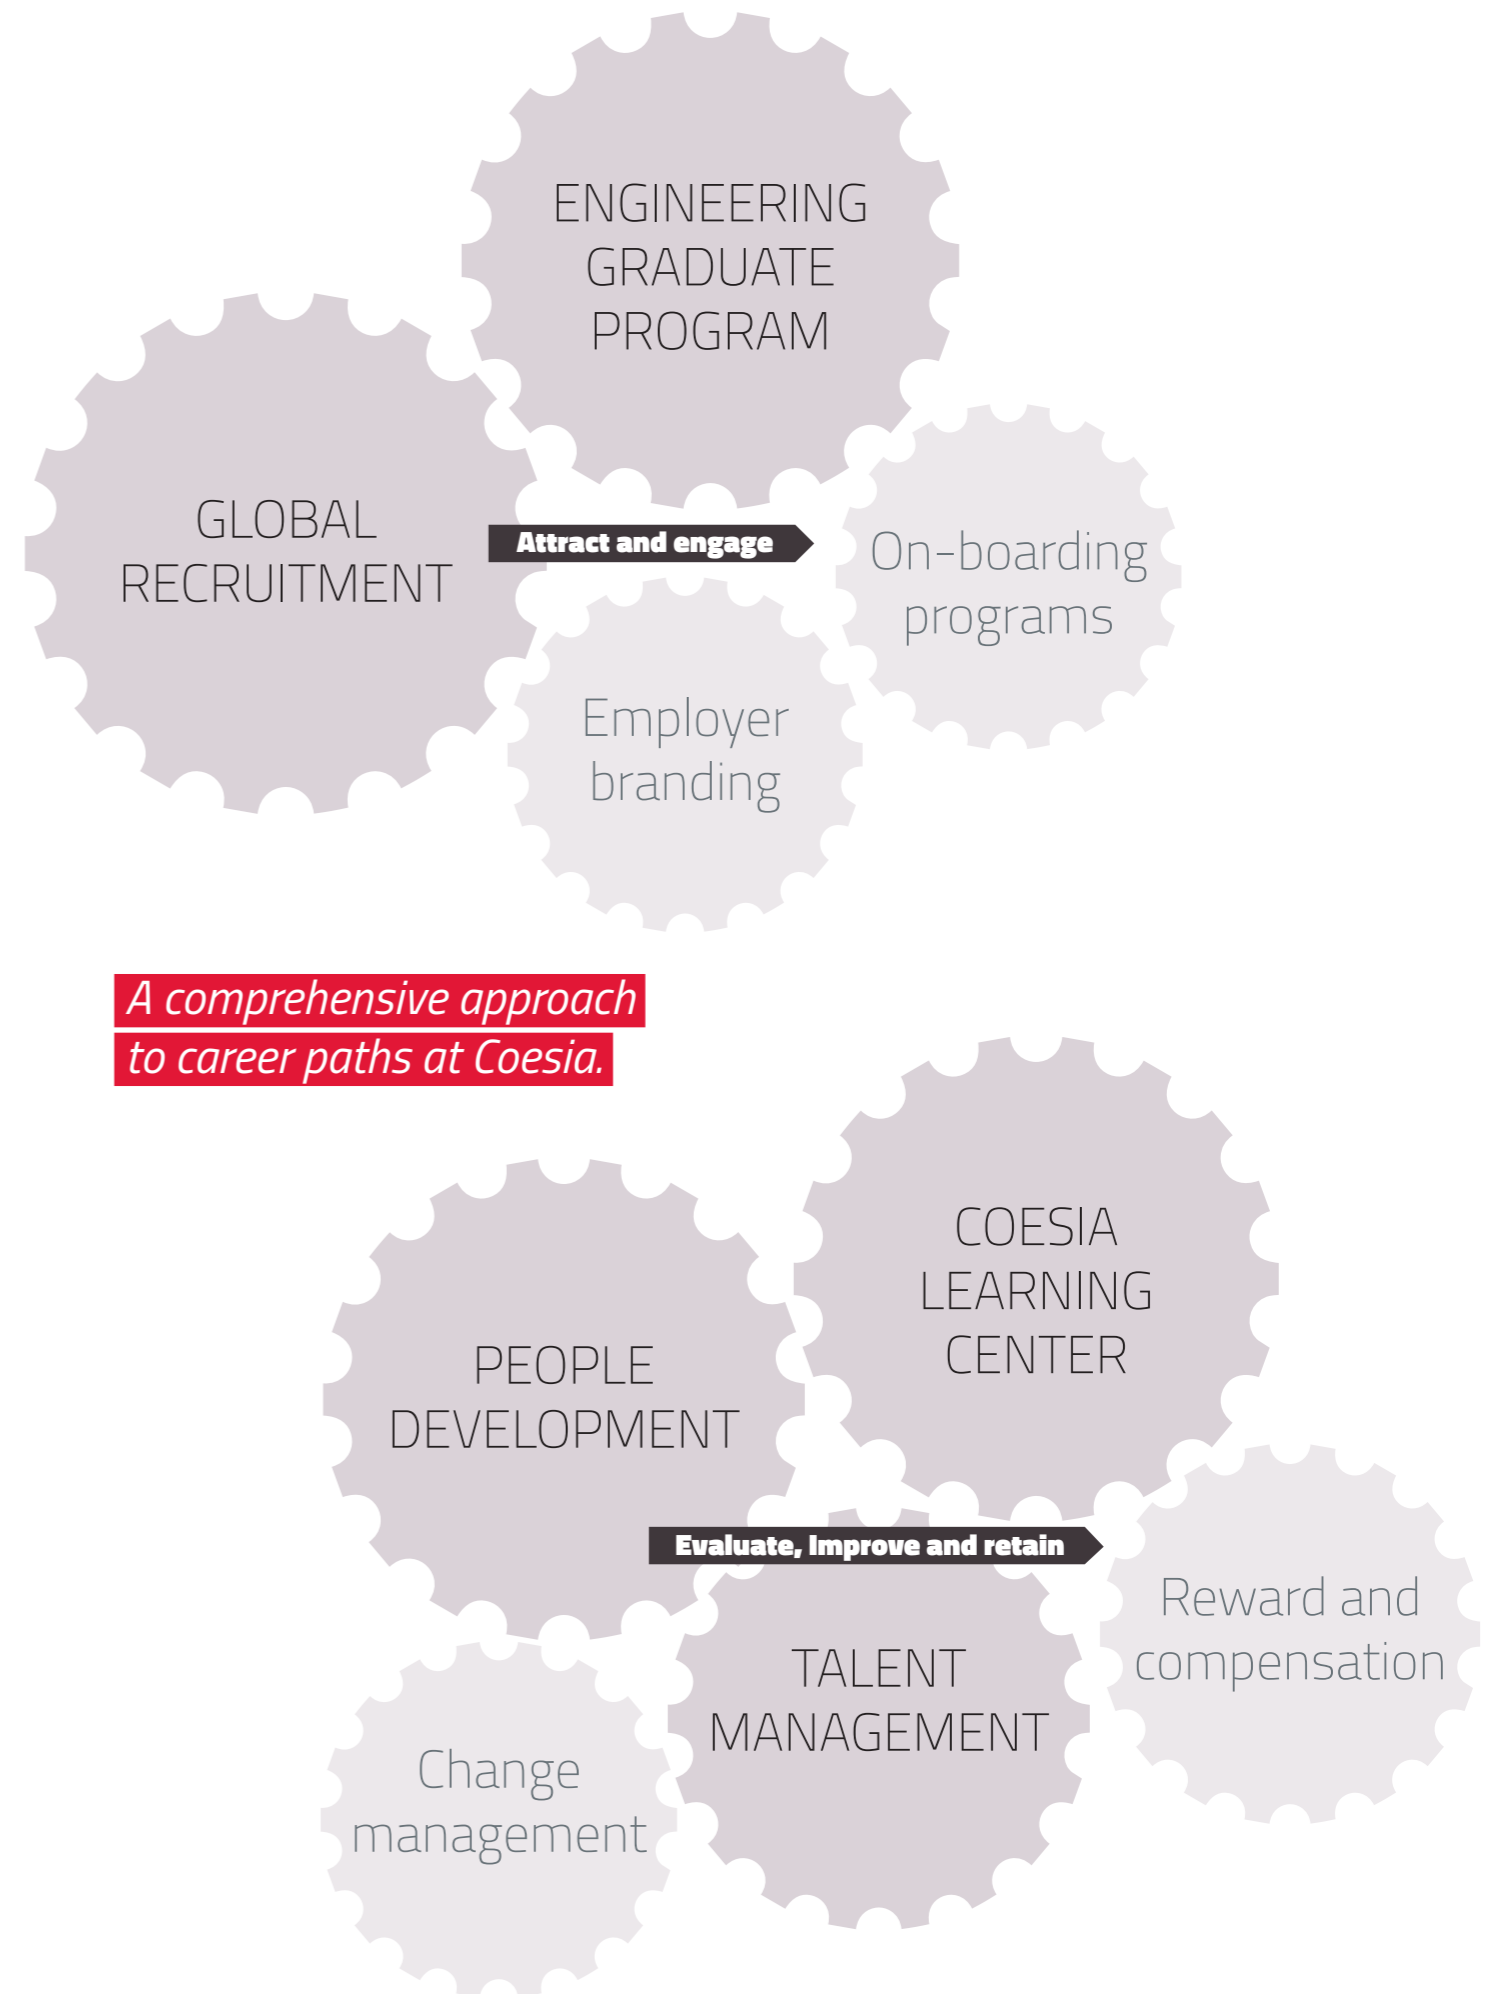 ENGINEERING
GRADUATE
PROGRAM
GLOBAL
RECRUITMENT
Attract and engage
On-boarding
programs
Employer
branding
A comprehensive approach
to career paths at Coesia.
COESIA
LEARNING
CENTER
PEOPLE
DEVELOPMENT
Evaluate, Improve and retain
Reward and
compensation
TALENT
MANAGEMENT
Change
management